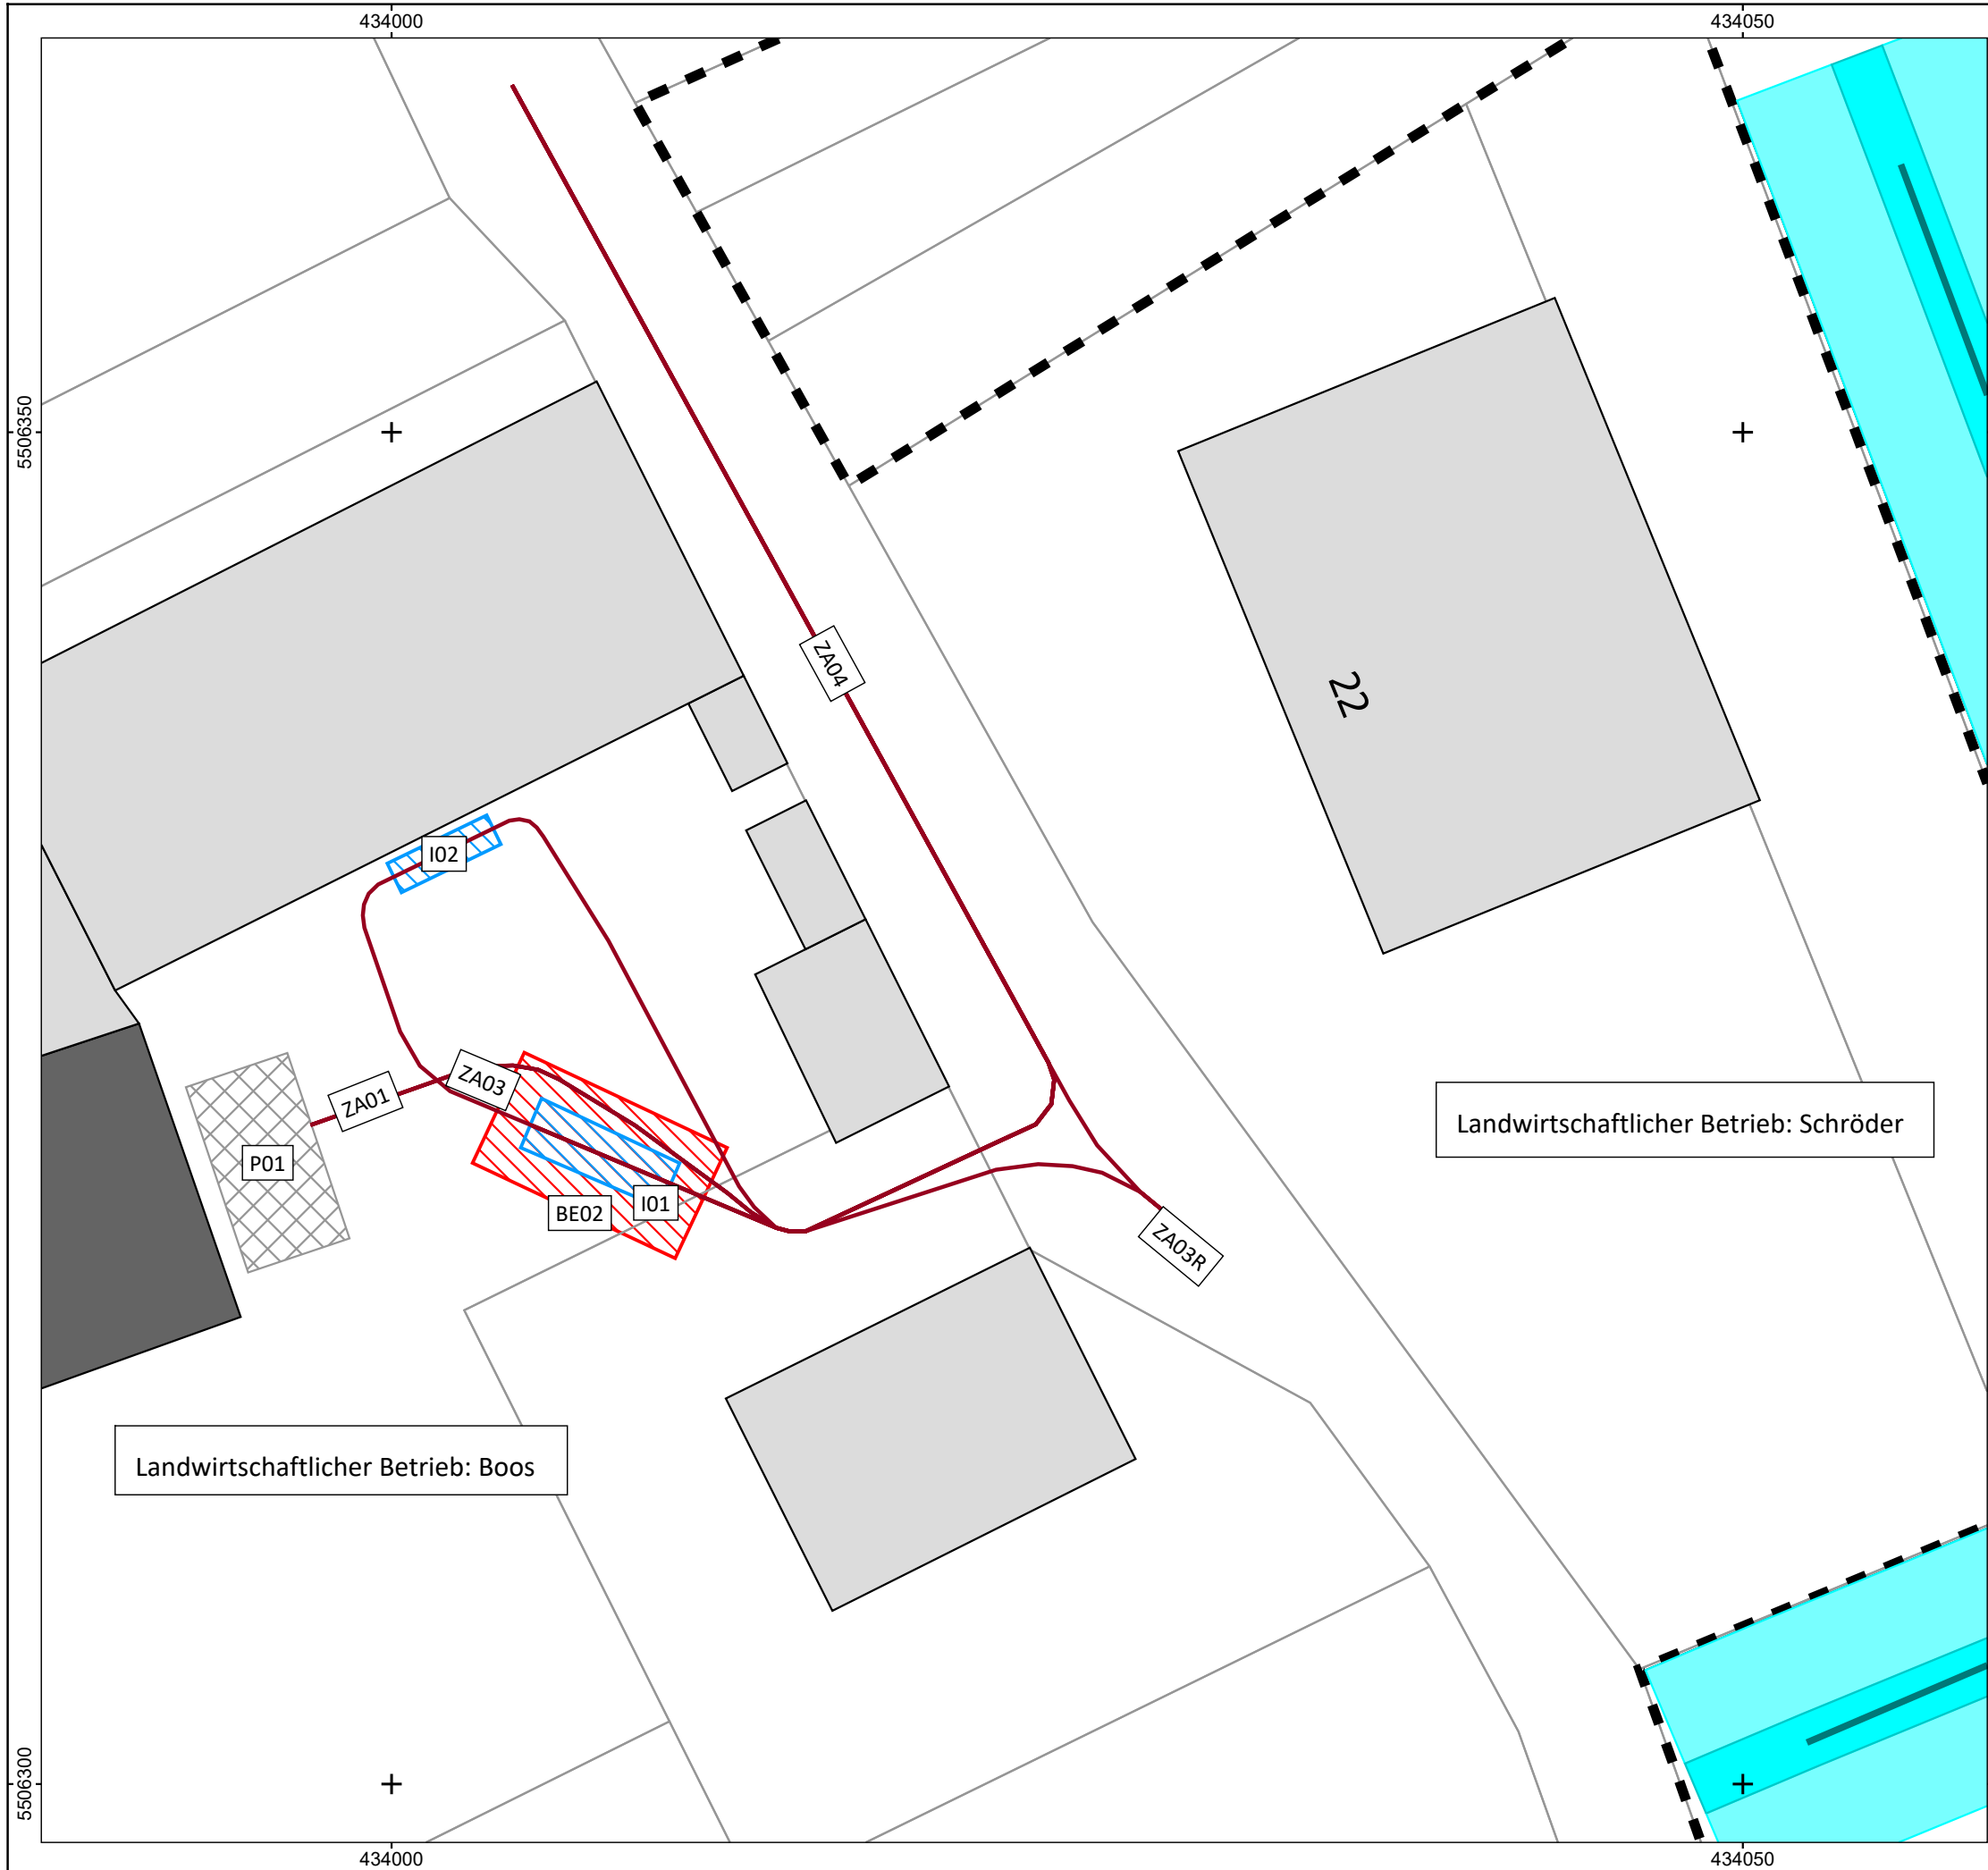 434000
434050
5506350
ZA04
22
I02
ZA03
ZA01
Landwirtschaftlicher Betrieb: Schröder
P01
I01
BE02
ZA03R
Landwirtschaftlicher Betrieb: Boos
5506300
434000
434050